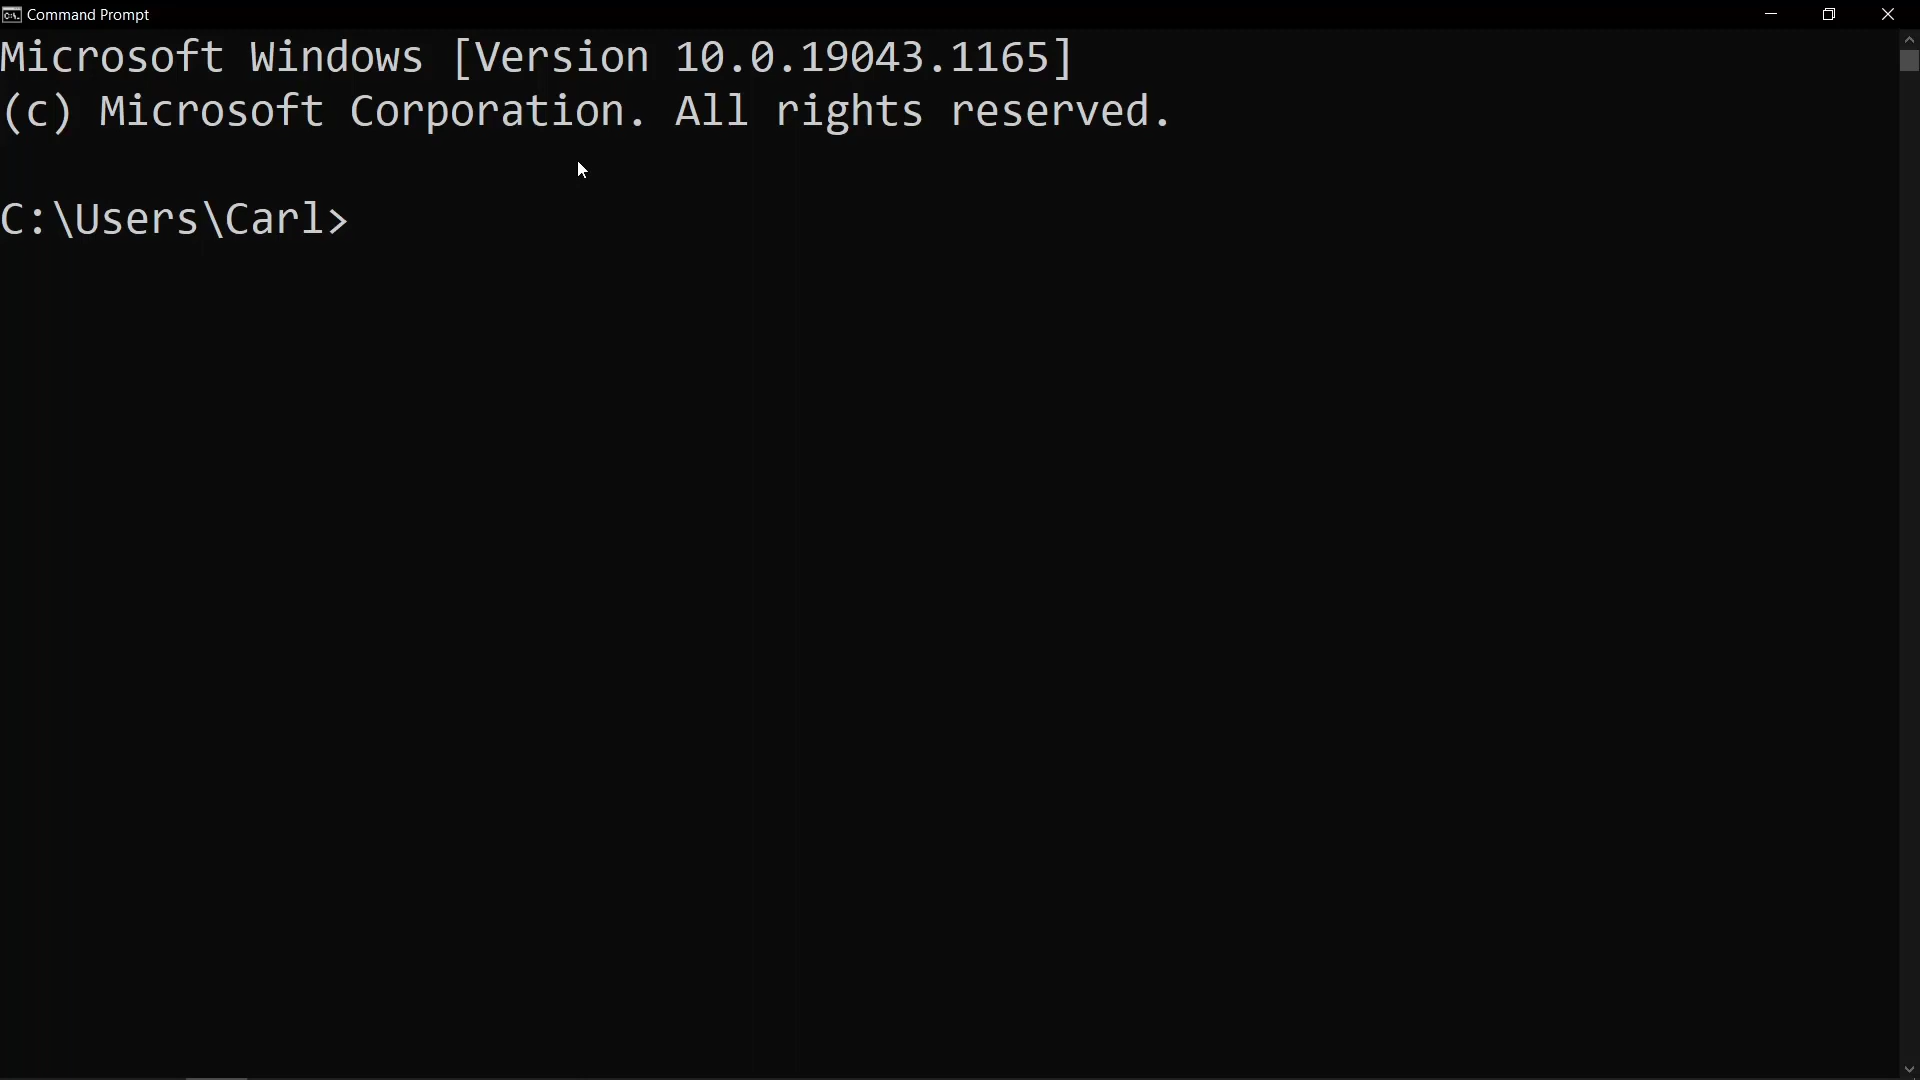 Command Prompt
Microsoft Windows [Version 10.0.19043.1165]
(c) Microsoft Corporation. All rights reserved.
C:\Users\Carl>